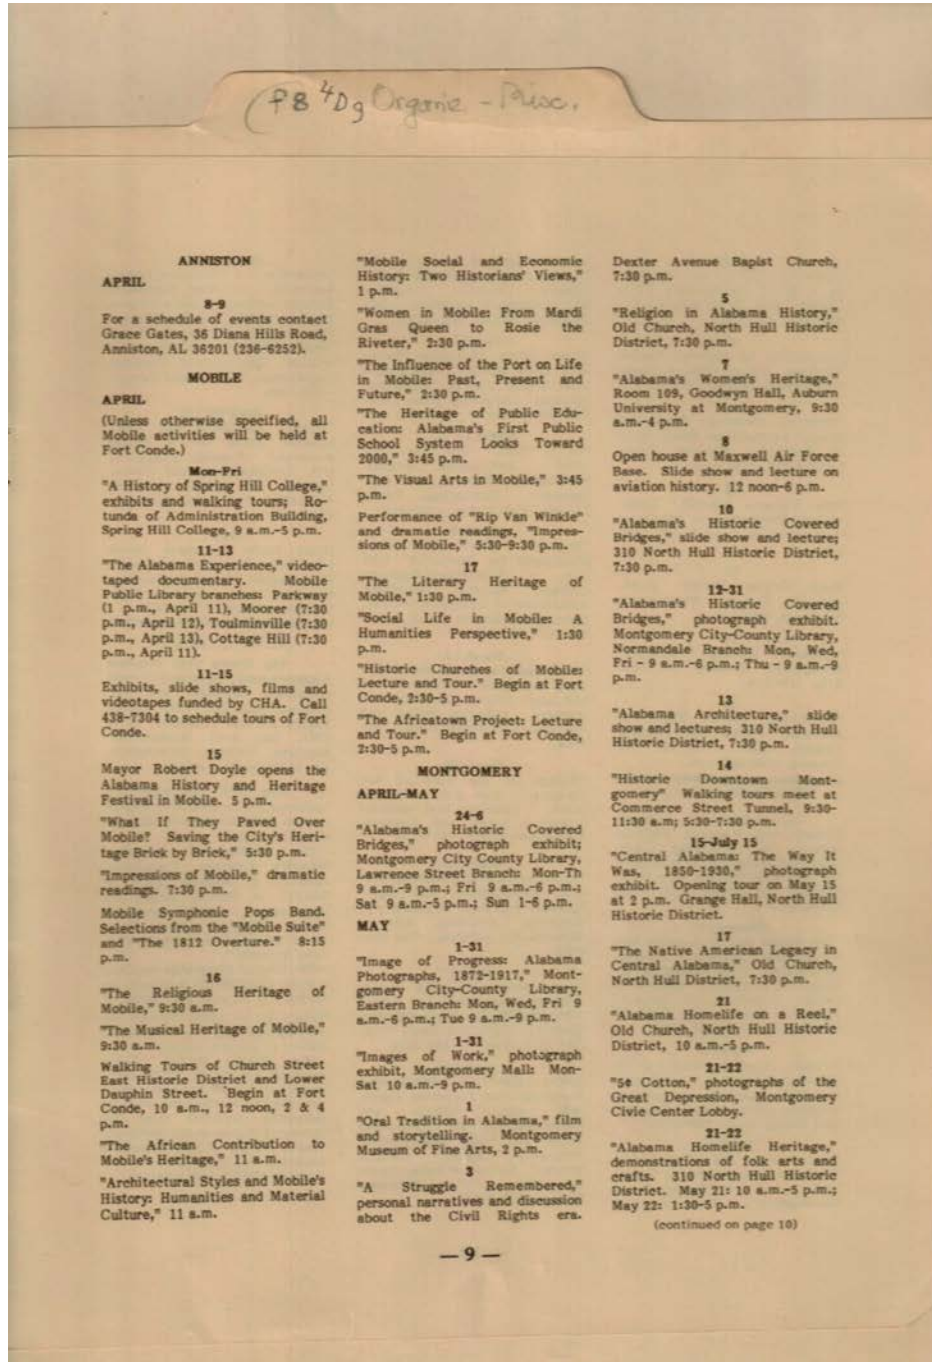 (P8 4Dg Organic - Misc.
ANNISTON
APRIL
8-9
For a schedule of events contact
Grace Gates, 36 Diana Hills Road,
Anniston, AL 36201 (236-6252).
MOBILE
APRIL
(Unless otherwise specified, all
Mobile activities will be held at
Fort Conde.)
Mon-Fri
"A History of Spring Hill College,"
exhibits and walking tours; Ro-
tunda of Administration Building,
Spring Hill College, 9 a.m.-5 p.m.
11-13
"The Alabama Experience," video-
taped documentary. Mobile
Public Library branches: Parkway
(1 p.m., April 11), Moorer (7:30
p.m., April 12), Toulminville (7:30
p.m., April 13), Cottage Hill (7:30
p.m., April 11).
11-15
Exhibits, slide shows, films and
videotapes funded by CHA. Call
438-7304 to schedule tours of Fort
Conde.
15
Mayor Robert Doyle opens the
Alabama History and Heritage
Festival in Mobile. 5 p.m.
"What If They Paved Over
Mobile? Saving the City's Heri-
tage Brick by Brick," 5:30 p.m.
"Impressions of Mobile," dramatic
readings. 7:30 p.m.
Mobile Symphonic Pops Band.
Selections from the "Mobile Suite"
and "The 1812 Overture." 8:15
p.m.
16
"The Religious Heritage of
Mobile," 9:30 a.m.
"The Musical Heritage of Mobile,"
9:30 a.m.
Walking Tours of Church Street
East Historic District and Lower
Dauphin Street. Begin at Fort
Conde, 10 a.m., 12 noon, 2 & 4
p.m.
"The African Contribution to
Mobile's Heritage," 11 a.m.
"Architectural Styles and Mobile's
History: Humanities and Material
Culture," 11 a.m.
"Mobile Social and Economic
History: Two Historians' Views,"
1 p.m.
"Women in Mobile: From Mardi
Gras Queen to Rosie the
Riveter," 2:30 p.m.
"The Influence of the Port on Life
in Mobile: Past, Present and
Future," 2:30 p.m.
"The Heritage of Public Edu-
cation: Alabama's First Public
School System Looks Toward
2000," 3:45 p.m.
"The Visual Arts in Mobile," 3:45
p.m.
Performance of "Rip Van Winkle"
and dramatic readings, "Impres-
sions of Mobile," 5:30-9:30 p.m.
17
"The Literary Heritage of
Mobile," 1:30 p.m.
"Social Life in Mobile: A
Humanities Perspective," 1:30
p.m.
"Historic Churches of Mobile:
Lecture and Tour." Begin at Fort
Conde, 2:30-5 p.m.
"The Africatown Project: Lecture
and Tour." Begin at Fort Conde,
2:30-5 p.m.
MONTGOMERY
APRIL-MAY
24-6
"Alabama's Historic Covered
Bridges," photograph exhibit;
Montgomery City County Library,
Lawrence Street Branch: Mon-Th
9 a.m.-9 p.m.; Fri 9 a.m.-6 p.m.;
Sat 9 a.m.-5 p.m.; Sun 1-6 p.m.
MAY
1-31
"Image of Progress: Alabama
Photographs, 1872-1917," Mont-
gomery City-County Library,
Eastern Branch: Mon, Wed, Fri 9
a.m.-6 p.m.; Tue 9 a.m.-9 p.m.
1-31
"Images of Work," photograph
exhibit, Montgomery Mall: Mon-
Sat 10 a.m.-9 p.m.
1
"Oral Tradition in Alabama," film
and storytelling. Montgomery
Museum of Fine Arts, 2 p.m.
3
"A Struggle Remembered,"
personal narratives and discussion
about the Civil Rights era.
Dexter Avenue Bapist Church,
7:30 p.m.
5
"Religion in Alabama History,"
Old Church, North Hull Historic
District, 7:30 p.m.
7
"Alabama's Women's Heritage,"
Room 109, Goodwyn Hall, Auburn
University at Montgomery, 9:30
a.m.-4 p.m.
8
Open house at Maxwell Air Force
Base. Slide show and lecture on
aviation history. 12 noon-6 p.m.
10
"Alabama's Historic Covered
Bridges," slide show and lecture;
310 North Hull Historic District,
7:30 p.m.
12-31
"Alabama's Historic Covered
Bridges," photograph exhibit.
Montgomery City-County Library,
Normandale Branch: Mon, Wed,
Fri - 9 a.m.-6 p.m.; Thu - 9 a.m.-9
p.m.
13
"Alabama Architecture," slide
show and lectures; 310 North Hull
Historic District, 7:30 p.m.
14
"Historic Downtown Mont-
gomery" Walking tours meet at
Commerce Street Tunnel, 9:30-
11:30 a.m; 5:30-7:30 p.m.
15-July 15
"Central Alabama: The Way It
Was, 1850-1930," photograph
exhibit. Opening tour on May 15
at 2 p.m. Grange Hall, North Hull
Historic District.
17
"The Native American Legacy in
Central Alabama," Old Church,
North Hull District, 7:30 p.m.
21
"Alabama Homelife on a Reel,"
Old Church, North Hull Historic
District, 10 a.m.-5 p.m.
21-22
"5¢ Cotton," photographs of the
Great Depression, Montgomery
Civic Center Lobby.
21-22
"Alabama Homelife Heritage,"
demonstrations of folk arts and
crafts. 310 North Hull Historic
District. May 21: 10 a.m.-5 p.m.;
May 22: 1:30-5 p.m.
(continued on page 10)
— 9 —